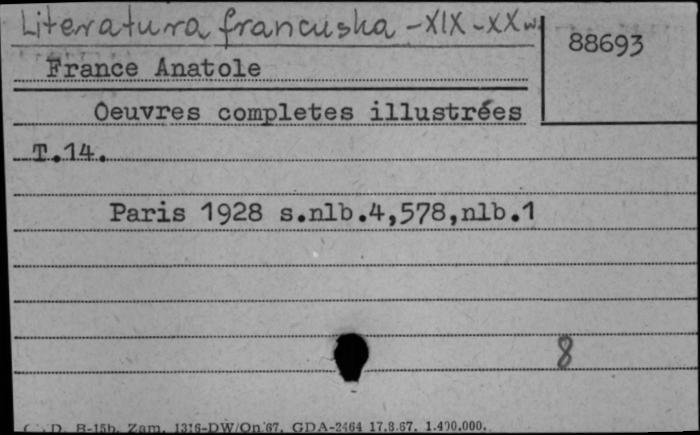 Literatura francuska - XIX - XX w.
88693
France Anatole
Oeuvres completes illustrées
T.14.
Paris 1928 s.nlb.4,578,nlb.1
8
D. B-15b. Zam. 1316-DW/On/67. GDA-2464 17.8.67. 1.400.000.